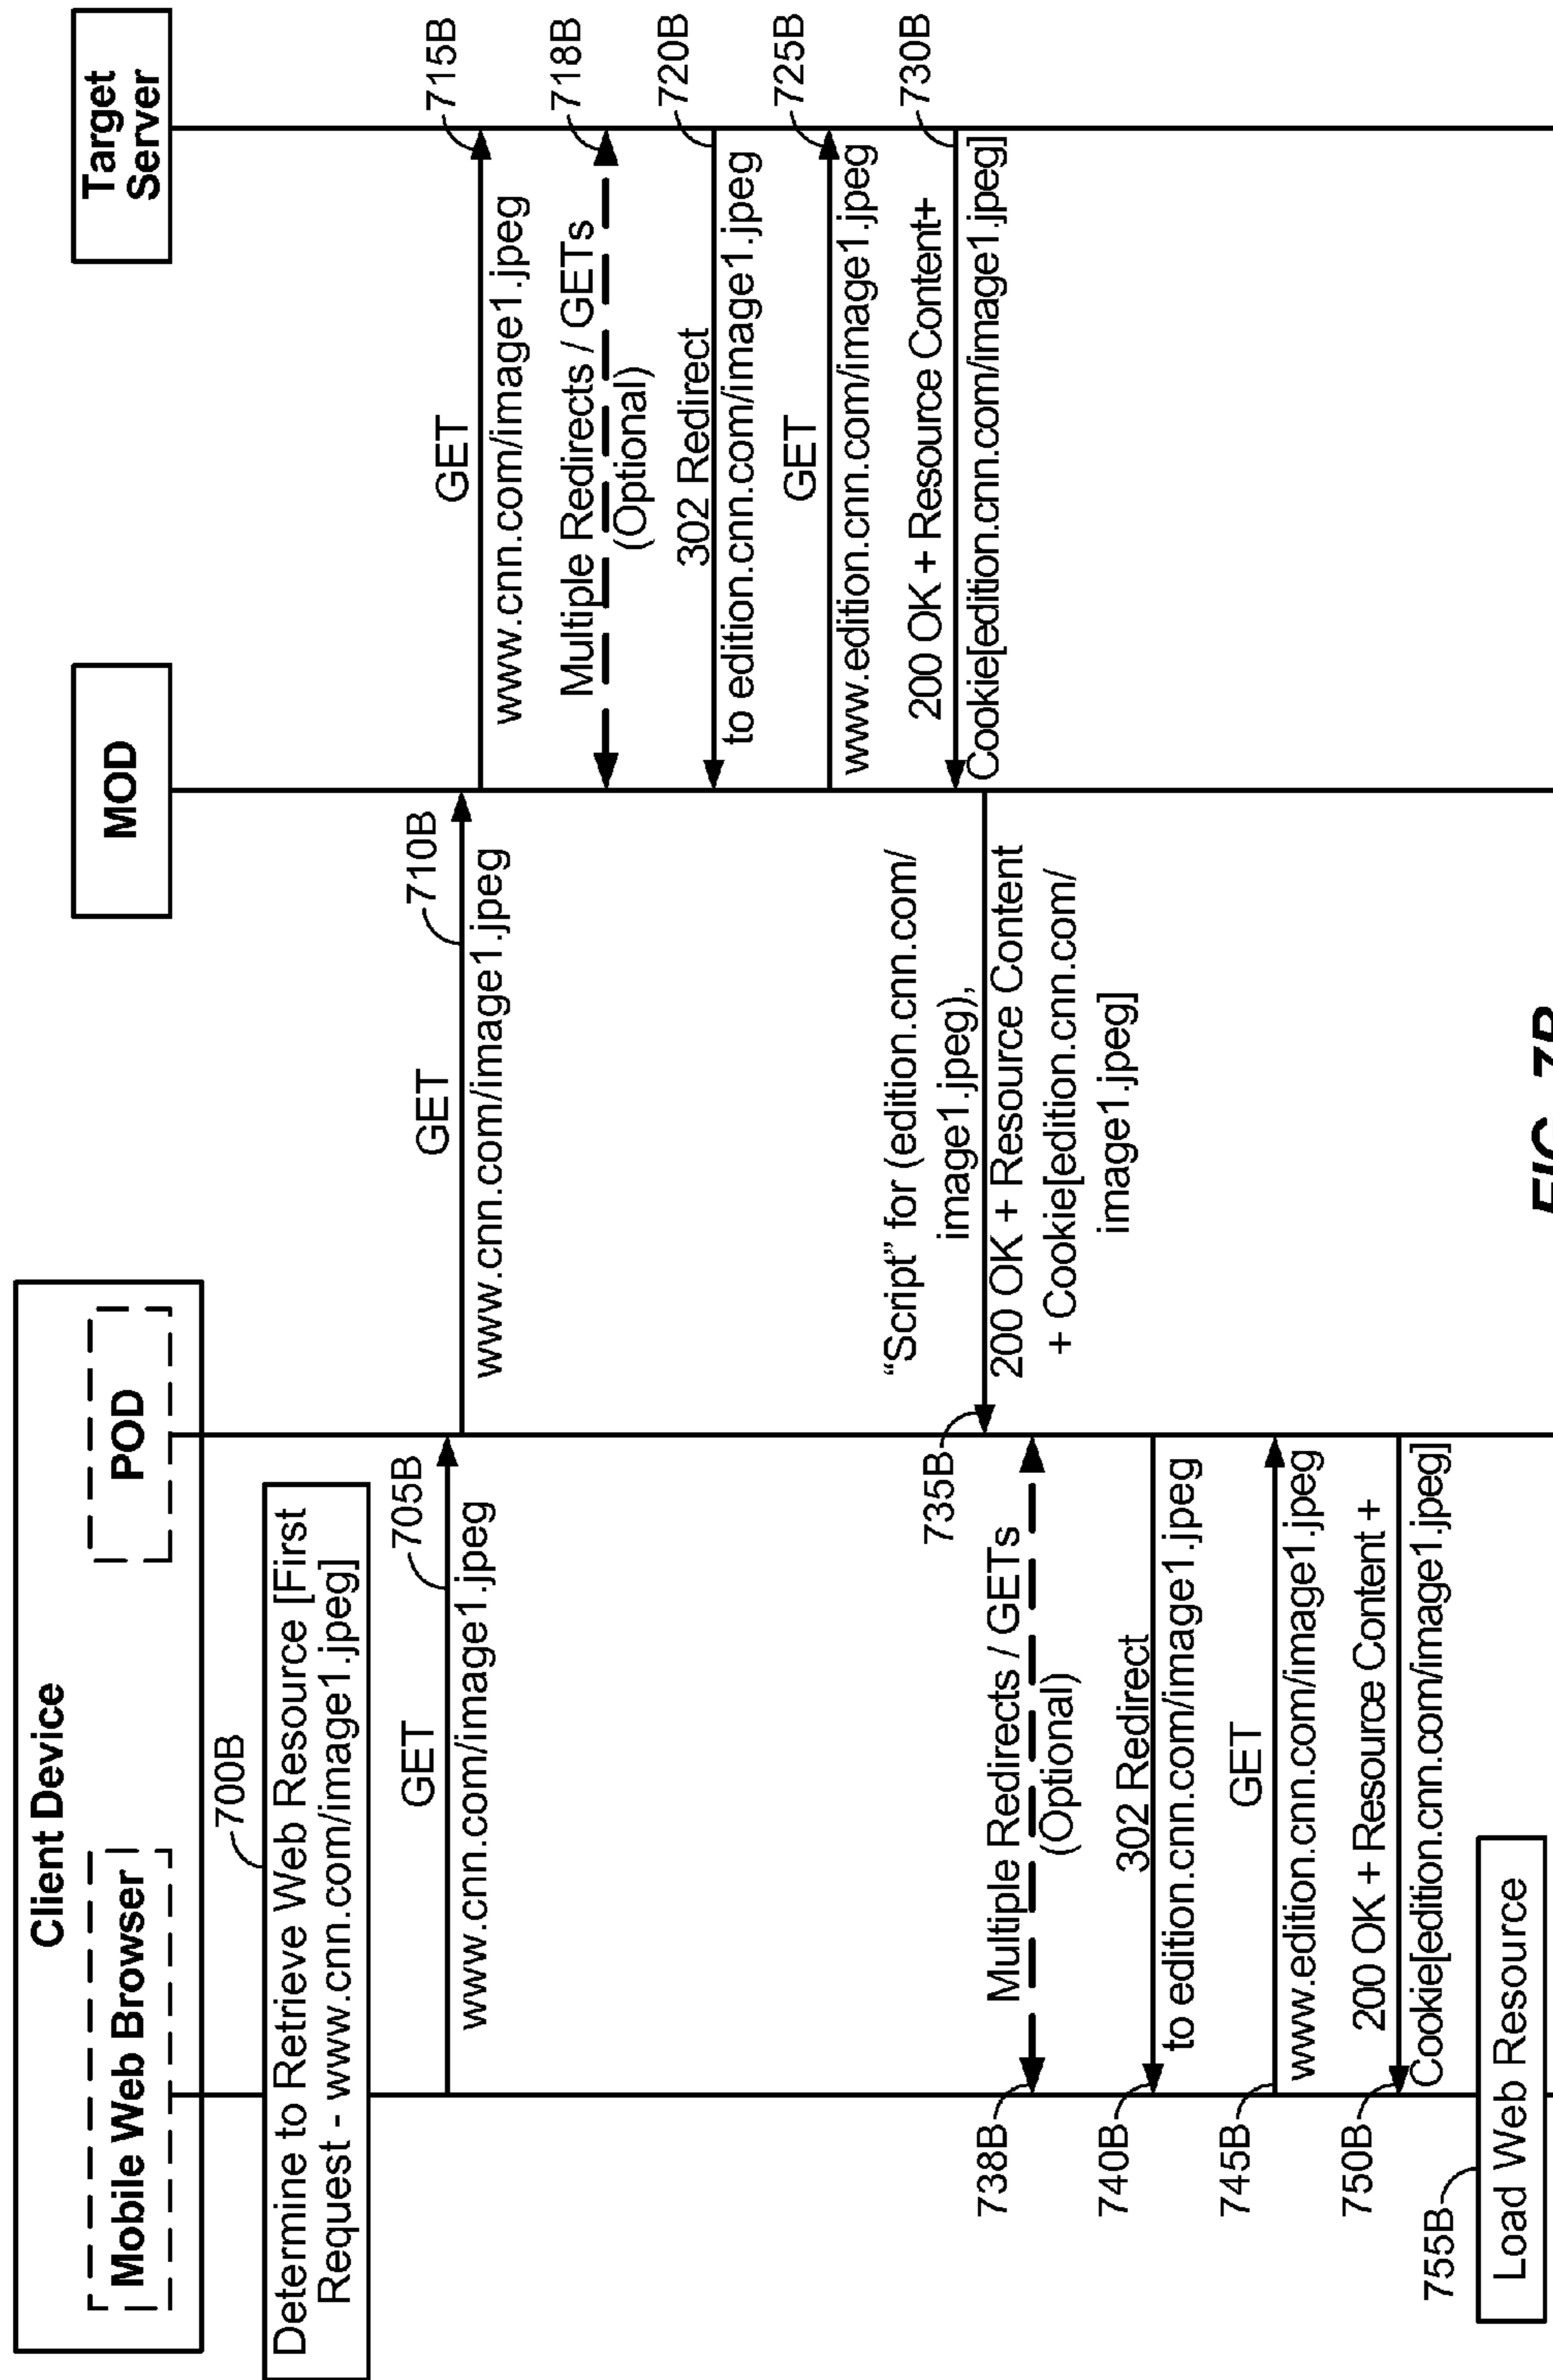 Client Device
Mobile Web Browser
POD
MOD
Target
Server
700B
Determine to Retrieve Web Resource [First
Request - www.cnn.com/image1.jpeg]
GET
705B
www.cnn.com/image1.jpeg
GET
710B
www.cnn.com/image1.jpeg
GET
715B
www.cnn.com/image1.jpeg
Multiple Redirects / GETs
718B
(Optional)
302 Redirect
720B
to edition.cnn.com/image1.jpeg
GET
725B
www.edition.cnn.com/image1.jpeg
200 OK + Resource Content+
730B
Cookie[edition.cnn.com/image1.jpeg]
"Script" for (edition.cnn.com/
image1.jpeg),
735B
200 OK + Resource Content
+ Cookie[edition.cnn.com/
image1.jpeg]
738B
Multiple Redirects / GETs
(Optional)
740B
302 Redirect
to edition.cnn.com/image1.jpeg
745B
GET
www.edition.cnn.com/image1.jpeg
750B
200 OK + Resource Content +
Cookie[edition.cnn.com/image1.jpeg]
755B
Load Web Resource
FIG. 7B